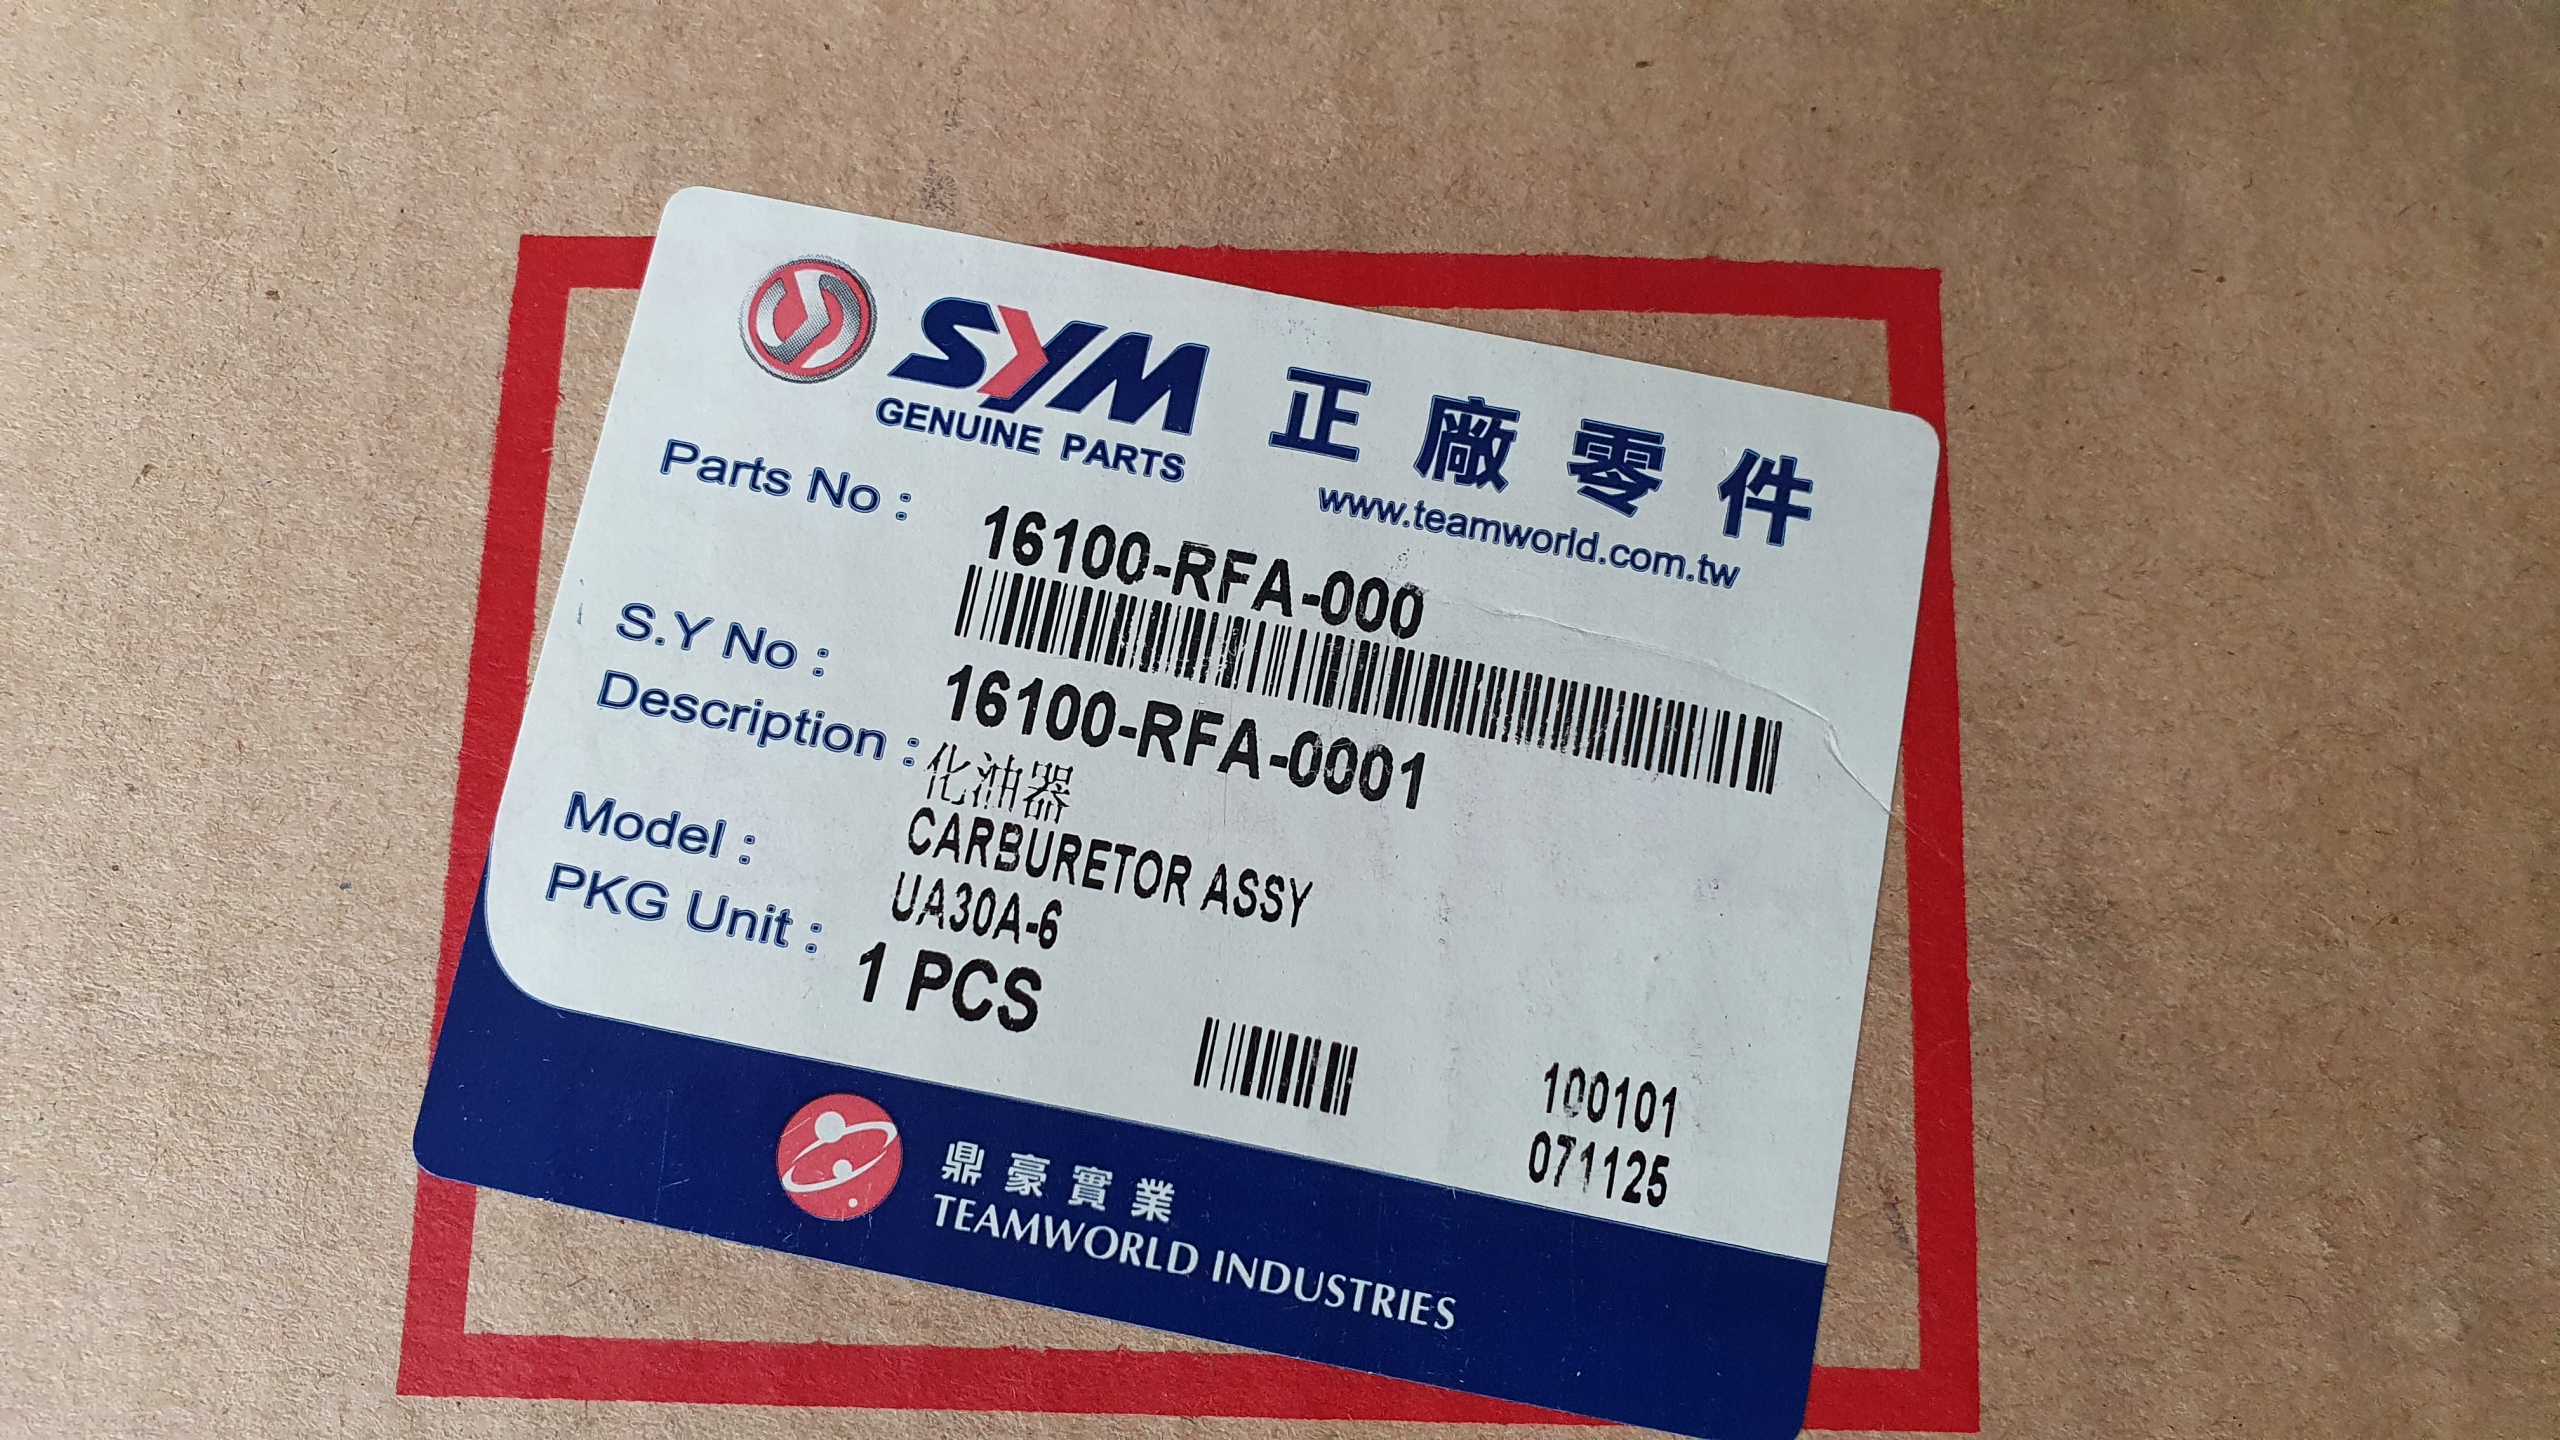 SYM 正廠零件
GENUINE PARTS
www.teamworld.com.tw
Parts No : 16100-RFA-000
S.Y No : 16100-RFA-0001
Description : 化油器
CARBURETOR ASSY
Model : UA30A-6
PKG Unit : 1 PCS
100101
071125
鼎豪實業
TEAMWORLD INDUSTRIES